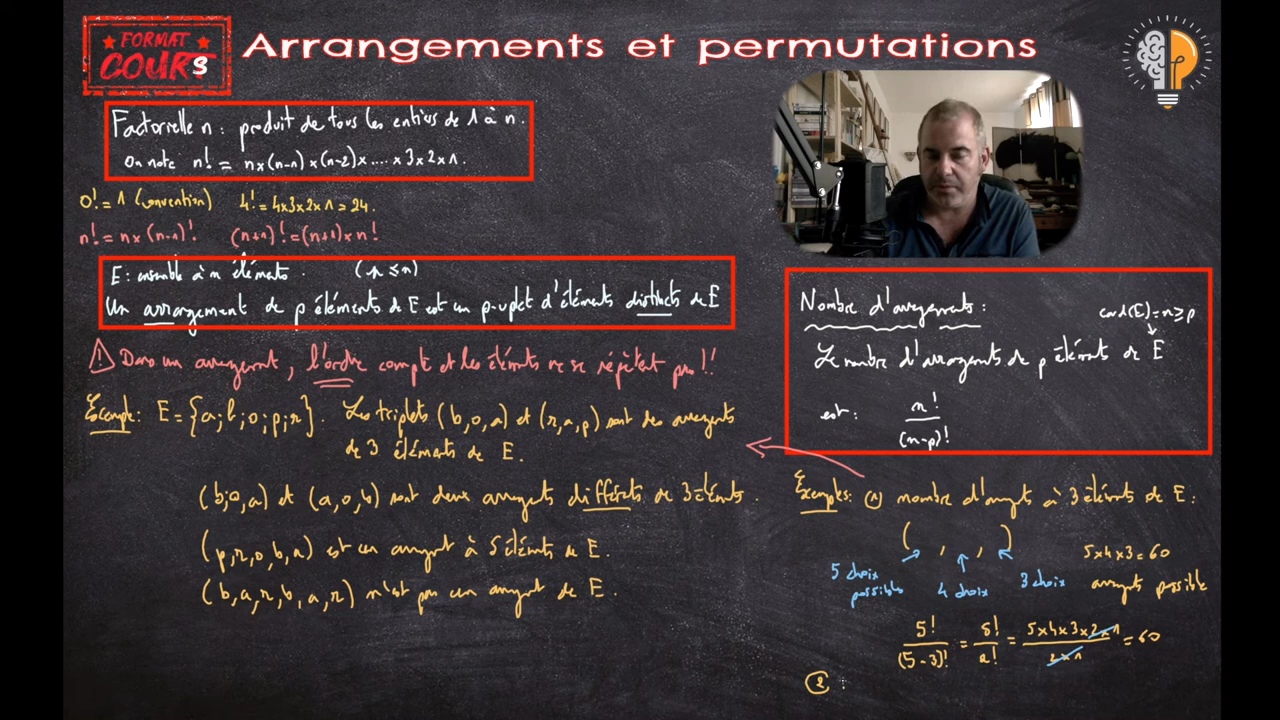 FORMAT
COURS
Arrangements et permutations
Factorielle n : produit de tous les entiers de 1 à n.
On note n! = n×(n-1)×(n-2)×....×3×2×1.
0! = 1 (convention) 4! = 4×3×2×1 = 24.
n! = n×(n-1)! (n+1)! = (n+1)×n!
E : ensemble à n éléments. (p ≤ n)
Un arrangement de p éléments de E est un p-uplet d'éléments distincts de E
! Dans un arrangement, l'ordre compte et les éléments ne se répètent pas !!
Exemple : E = {a; b; o; p; r}. Les triplets (b, o, a) et (r, a, p) sont des arrangements
de 3 éléments de E.
(b; o, a) et (a, o, b) sont deux arrangements différents de 3 éléments.
(p, r, o, b, a) est un arrangement à 5 éléments de E.
(b, a, r, b, a, r) n'est pas un arrangement de E.
Nombre d'arrangements :
card(E) = n ≥ p
Le nombre d'arrangements de p éléments de E
est : n! / (n-p)!
Exemples : ① nombre d'arrangements à 3 éléments de E :
( , , )
5 choix possibles 4 choix 3 choix
5×4×3 = 60
arrangements possible
5! / (5-3)! = 5! / 2! = 5×4×3×2×1 / 2×1 = 60
② :